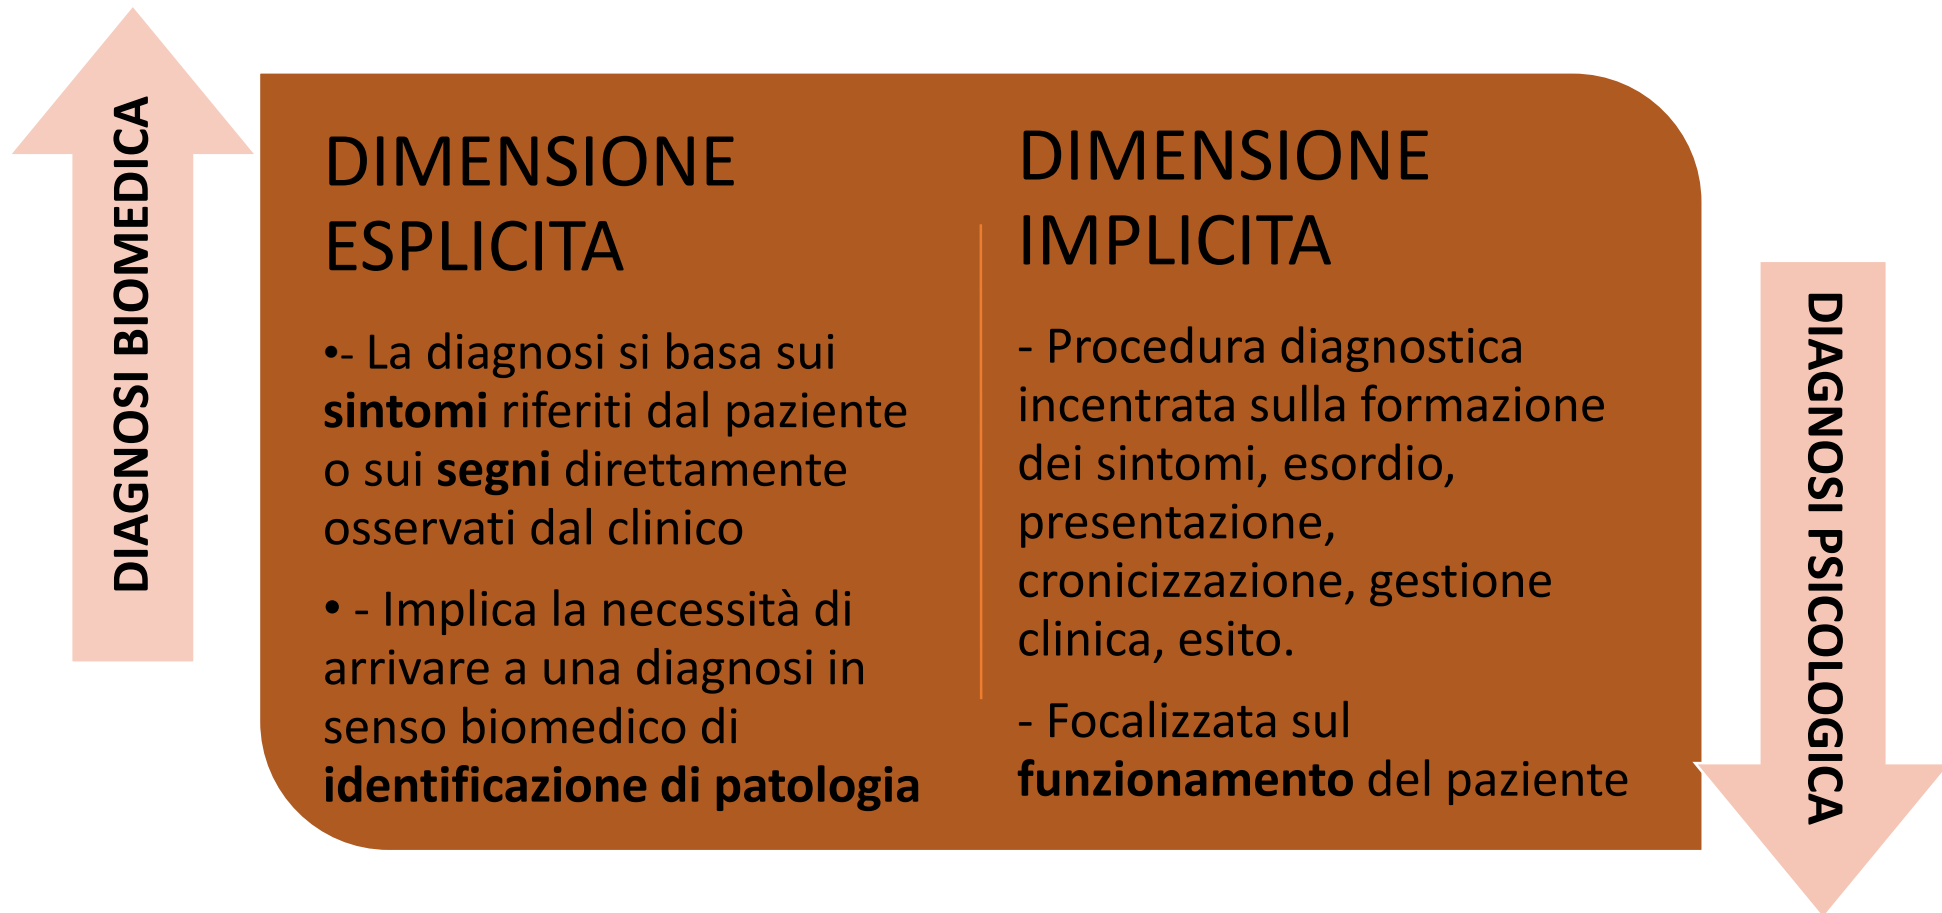 DIAGNOSI BIOMEDICA
DIMENSIONE
ESPLICITA
•- La diagnosi si basa sui
sintomi riferiti dal paziente
o sui segni direttamente
osservati dal clinico
• - Implica la necessità di
arrivare a una diagnosi in
senso biomedico di
identificazione di patologia
DIMENSIONE
IMPLICITA
- Procedura diagnostica
incentrata sulla formazione
dei sintomi, esordio,
presentazione,
cronicizzazione, gestione
clinica, esito.
- Focalizzata sul
funzionamento del paziente
DIAGNOSI PSICOLOGICA